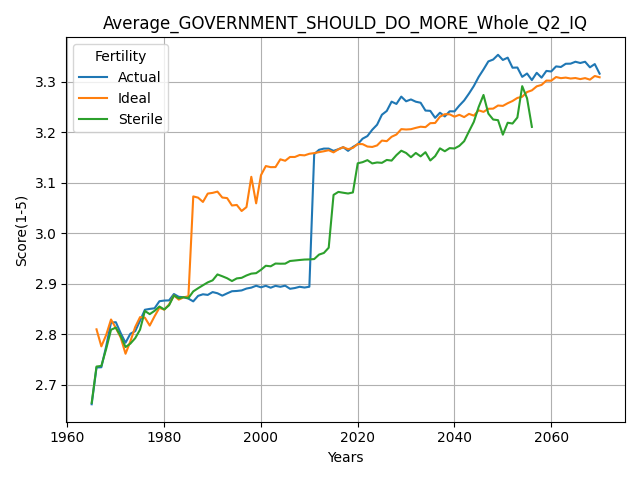 Average_GOVERNMENT_SHOULD_DO_MORE_Whole_Q2_IQ
Fertility
Actual
Ideal
Sterile
Score(1-5)
3.3
3.2
3.1
3.0
2.9
2.8
2.7
1960
1980
2000
2020
2040
2060
Years